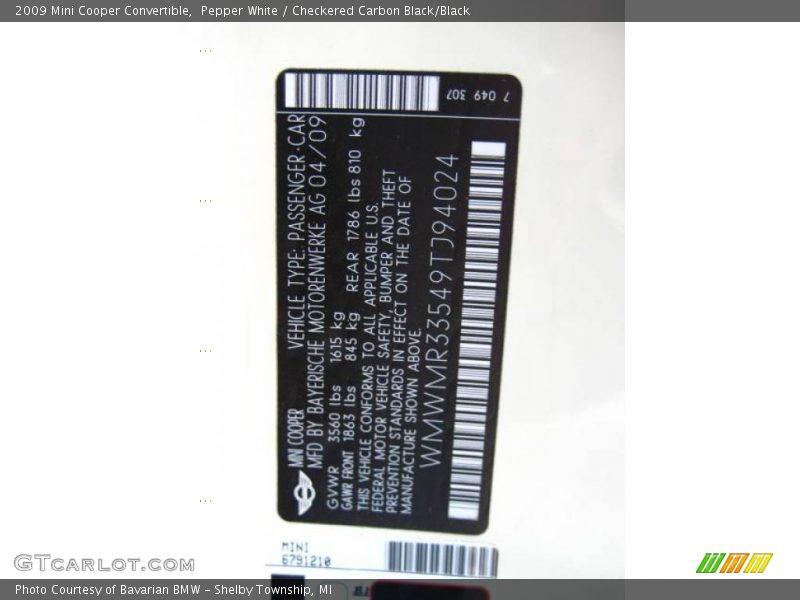 2009 Mini Cooper Convertible,  Pepper White / Checkered Carbon Black/Black
7 049 307
MINI COOPER VEHICLE TYPE: PASSENGER CAR
MFD BY BAYERISCHE MOTORENWERKE AG 04/09
GVWR 3560 lbs 1615 kg
GAWR FRONT 1863 lbs 845 kg REAR 1786 lbs 810 kg
THIS VEHICLE CONFORMS TO ALL APPLICABLE U.S.
FEDERAL MOTOR VEHICLE SAFETY, BUMPER AND THEFT
PREVENTION STANDARDS IN EFFECT ON THE DATE OF
MANUFACTURE SHOWN ABOVE.
WMWMR33549TJ94024
MINI
6791210
GTCARLOT.COM
Photo Courtesy of Bavarian BMW – Shelby Township, MI